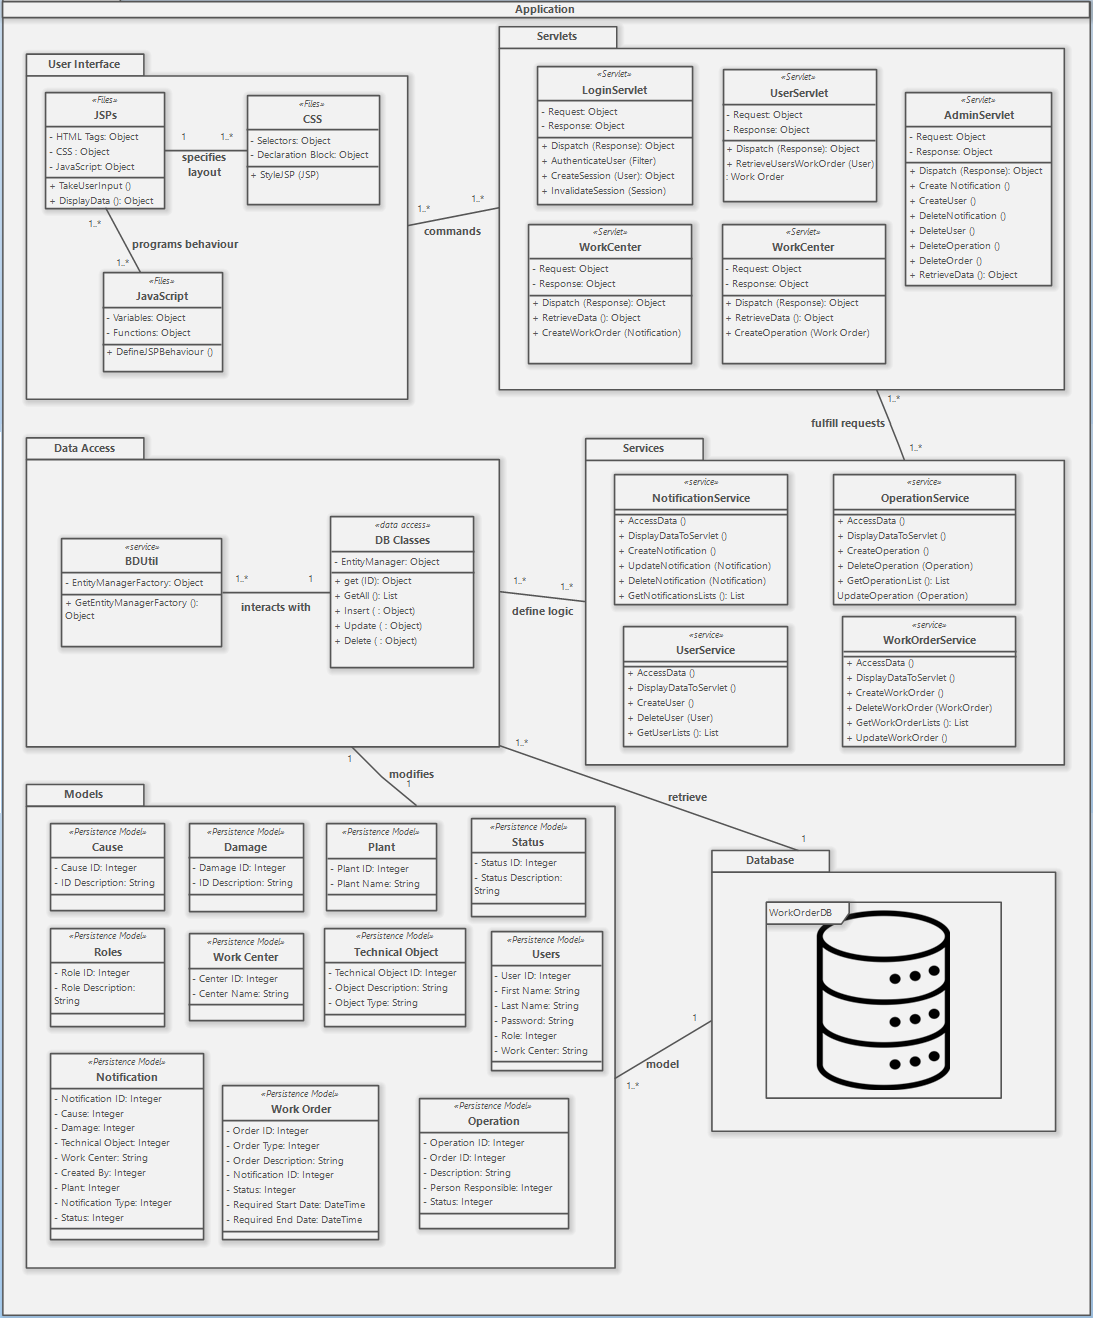 Application
User Interface
«Files»
JSPs
- HTML Tags: Object
- CSS : Object
- JavaScript: Object
+ TakeUserInput ()
+ DisplayData (): Object
1
1..*
specifies
layout
«Files»
CSS
- Selectors: Object
- Declaration Block: Object
+ StyleJSP (JSP)
1..*
programs behaviour
1..*
«Files»
JavaScript
- Variables: Object
- Functions: Object
+ DefineJSPBehaviour ()
1..*
1..*
commands
Servlets
«Servlet»
LoginServlet
- Request: Object
- Response: Object
+ Dispatch (Response): Object
+ AuthenticateUser (Filter)
+ CreateSession (User): Object
+ InvalidateSession (Session)
«Servlet»
UserServlet
- Request: Object
- Response: Object
+ Dispatch (Response): Object
+ RetrieveUsersWorkOrder (User)
: Work Order
«Servlet»
AdminServlet
- Request: Object
- Response: Object
+ Dispatch (Response): Object
+ Create Notification ()
+ CreateUser ()
+ DeleteNotification ()
+ DeleteUser ()
+ DeleteOperation ()
+ DeleteOrder ()
+ RetrieveData (): Object
«Servlet»
WorkCenter
- Request: Object
- Response: Object
+ Dispatch (Response): Object
+ RetrieveData (): Object
+ CreateWorkOrder (Notification)
«Servlet»
WorkCenter
- Request: Object
- Response: Object
+ Dispatch (Response): Object
+ RetrieveData (): Object
+ CreateOperation (Work Order)
1..*
fulfill requests
1..*
Data Access
«service»
BDUtil
- EntityManagerFactory: Object
+ GetEntityManagerFactory ():
Object
1..*
1
interacts with
«data access»
DB Classes
- EntityManager: Object
+ get (ID): Object
+ GetAll (): List
+ Insert ( : Object)
+ Update ( : Object)
+ Delete ( : Object)
1..*
1..*
define logic
Services
«service»
NotificationService
+ AccessData ()
+ DisplayDataToServlet ()
+ CreateNotification ()
+ UpdateNotification (Notification)
+ DeleteNotification (Notification)
+ GetNotificationsLists (): List
«service»
OperationService
+ AccessData ()
+ DisplayDataToServlet ()
+ CreateOperation ()
+ DeleteOperation (Operation)
+ GetOperationList (): List
UpdateOperation (Operation)
«service»
UserService
+ AccessData ()
+ DisplayDataToServlet ()
+ CreateUser ()
+ DeleteUser (User)
+ GetUserLists (): List
«service»
WorkOrderService
+ AccessData ()
+ DisplayDataToServlet ()
+ CreateWorkOrder ()
+ DeleteWorkOrder (WorkOrder)
+ GetWorkOrderLists (): List
+ UpdateWorkOrder ()
1
modifies
1
1..*
retrieve
1
Models
«Persistence Model»
Cause
- Cause ID: Integer
- ID Description: String
«Persistence Model»
Damage
- Damage ID: Integer
- ID Description: String
«Persistence Model»
Plant
- Plant ID: Integer
- Plant Name: String
«Persistence Model»
Status
- Status ID: Integer
- Status Description:
String
«Persistence Model»
Roles
- Role ID: Integer
- Role Description:
String
«Persistence Model»
Work Center
- Center ID: Integer
- Center Name: String
«Persistence Model»
Technical Object
- Technical Object ID: Integer
- Object Description: String
- Object Type: String
«Persistence Model»
Users
- User ID: Integer
- First Name: String
- Last Name: String
- Password: String
- Role: Integer
- Work Center: String
«Persistence Model»
Notification
- Notification ID: Integer
- Cause: Integer
- Damage: Integer
- Technical Object: Integer
- Work Center: String
- Created By: Integer
- Plant: Integer
- Notification Type: Integer
- Status: Integer
«Persistence Model»
Work Order
- Order ID: Integer
- Order Type: Integer
- Order Description: String
- Notification ID: Integer
- Status: Integer
- Required Start Date: DateTime
- Required End Date: DateTime
«Persistence Model»
Operation
- Operation ID: Integer
- Order ID: Integer
- Description: String
- Person Responsible: Integer
- Status: Integer
1
model
1..*
Database
WorkOrderDB